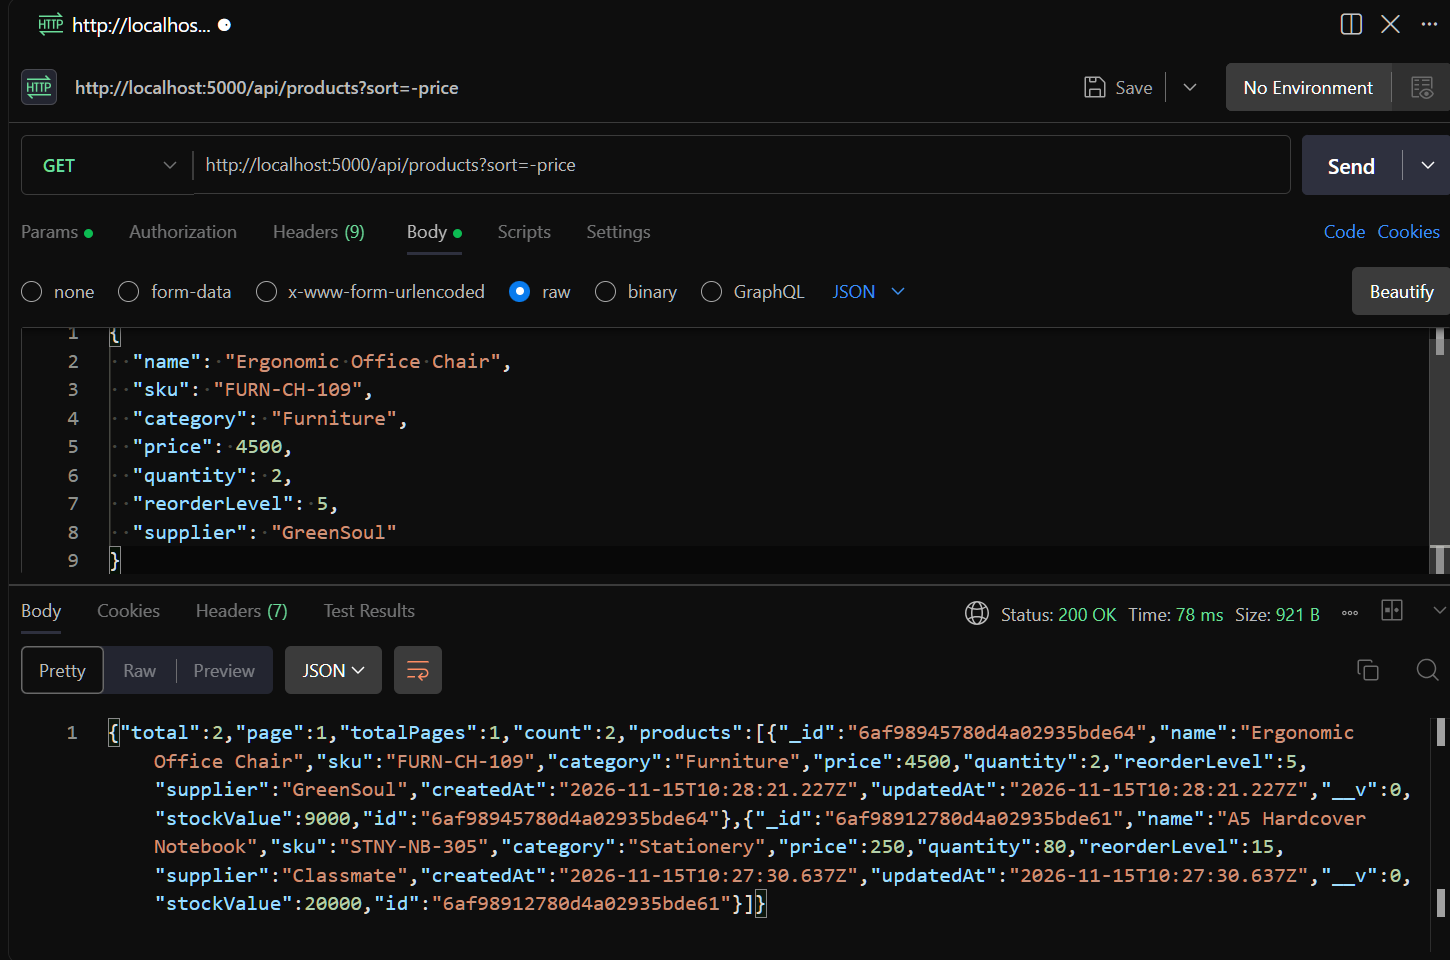 HTTP http://localhos...
HTTP http://localhost:5000/api/products?sort=-price Save No Environment
GET http://localhost:5000/api/products?sort=-price Send
Params Authorization Headers (9) Body Scripts Settings Code Cookies
none form-data x-www-form-urlencoded raw binary GraphQL JSON Beautify
1 {
2 "name": "Ergonomic Office Chair",
3 "sku": "FURN-CH-109",
4 "category": "Furniture",
5 "price": 4500,
6 "quantity": 2,
7 "reorderLevel": 5,
8 "supplier": "GreenSoul"
9 }
Body Cookies Headers (7) Test Results Status: 200 OK Time: 78 ms Size: 921 B
Pretty Raw Preview JSON
1 {"total":2,"page":1,"totalPages":1,"count":2,"products":[{"_id":"6af98945780d4a02935bde64","name":"Ergonomic
Office Chair","sku":"FURN-CH-109","category":"Furniture","price":4500,"quantity":2,"reorderLevel":5,
"supplier":"GreenSoul","createdAt":"2026-11-15T10:28:21.227Z","updatedAt":"2026-11-15T10:28:21.227Z","__v":0,
"stockValue":9000,"id":"6af98945780d4a02935bde64"},{"_id":"6af98912780d4a02935bde61","name":"A5 Hardcover
Notebook","sku":"STNY-NB-305","category":"Stationery","price":250,"quantity":80,"reorderLevel":15,
"supplier":"Classmate","createdAt":"2026-11-15T10:27:30.637Z","updatedAt":"2026-11-15T10:27:30.637Z","__v":0,
"stockValue":20000,"id":"6af98912780d4a02935bde61"}]}